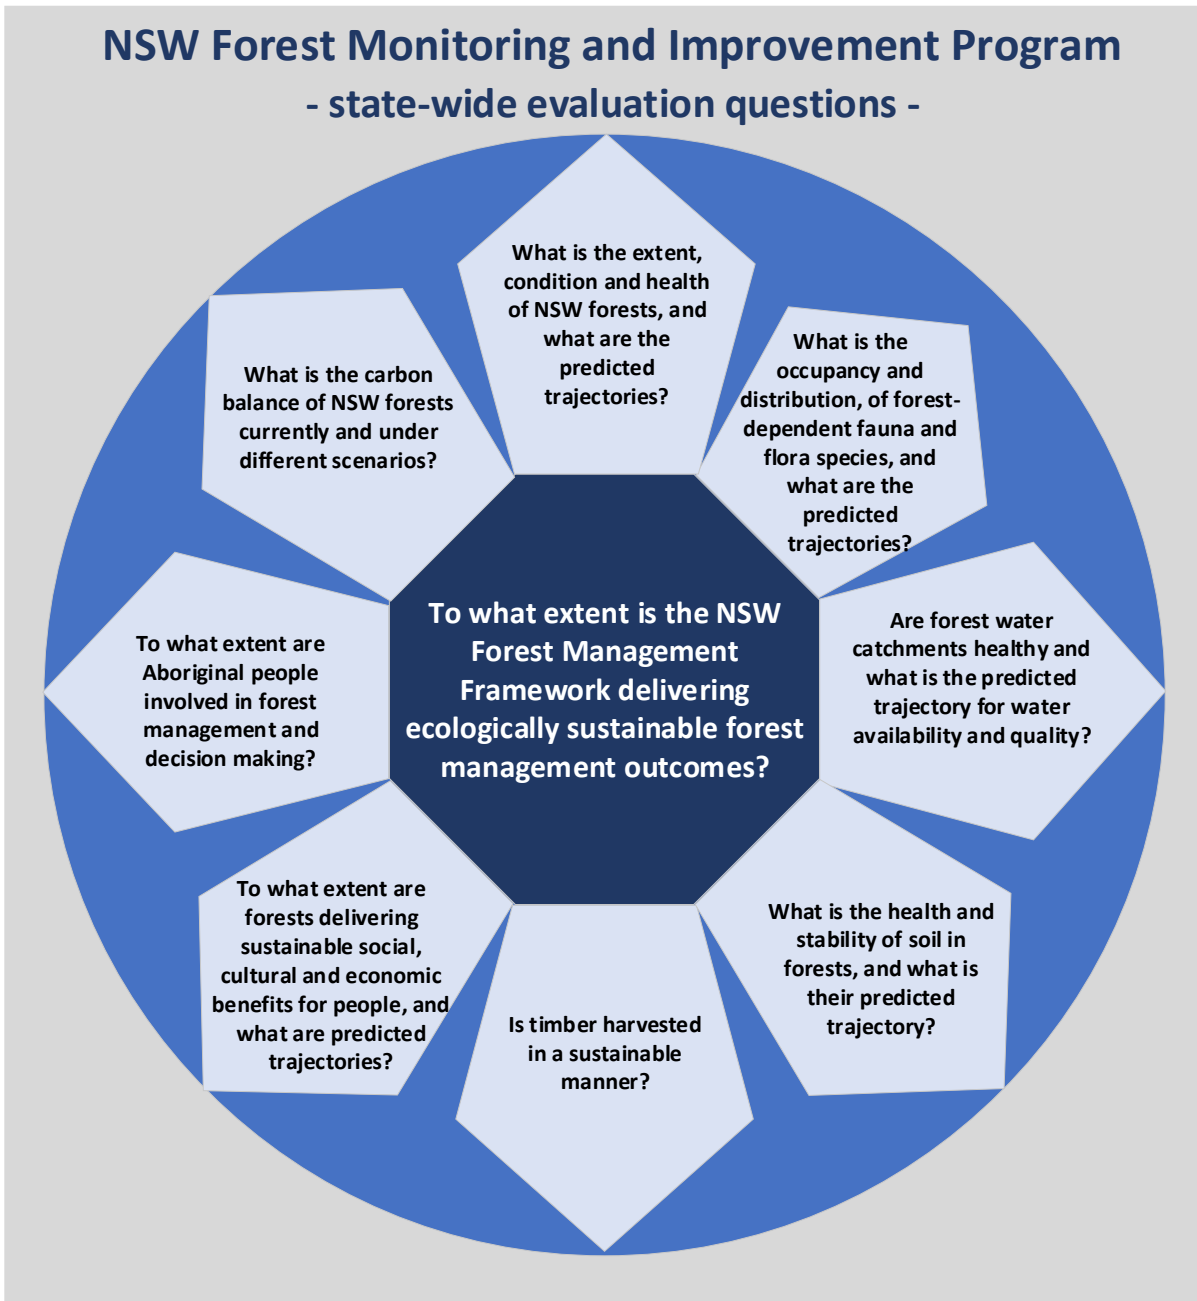 NSW Forest Monitoring and Improvement Program
- state-wide evaluation questions -
What is the extent,
condition and health
of NSW forests, and
what are the
predicted
trajectories?
What is the
occupancy and
distribution, of forest-
dependent fauna and
flora species, and
what are the
predicted
trajectories?
Are forest water
catchments healthy and
what is the predicted
trajectory for water
availability and quality?
What is the health and
stability of soil in
forests, and what is
their predicted
trajectory?
Is timber harvested
in a sustainable
manner?
To what extent are
forests delivering
sustainable social,
cultural and economic
benefits for people, and
what are predicted
trajectories?
To what extent are
Aboriginal people
involved in forest
management and
decision making?
What is the carbon
balance of NSW forests
currently and under
different scenarios?
To what extent is the NSW
Forest Management
Framework delivering
ecologically sustainable forest
management outcomes?